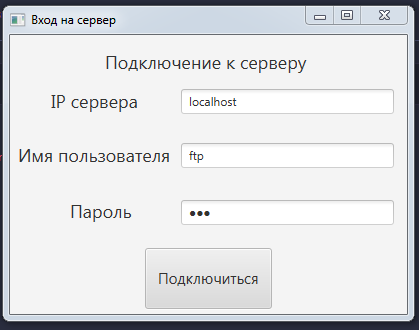 Вход на сервер
Подключение к серверу
IP сервера localhost
Имя пользователя ftp
Пароль •••
Подключиться